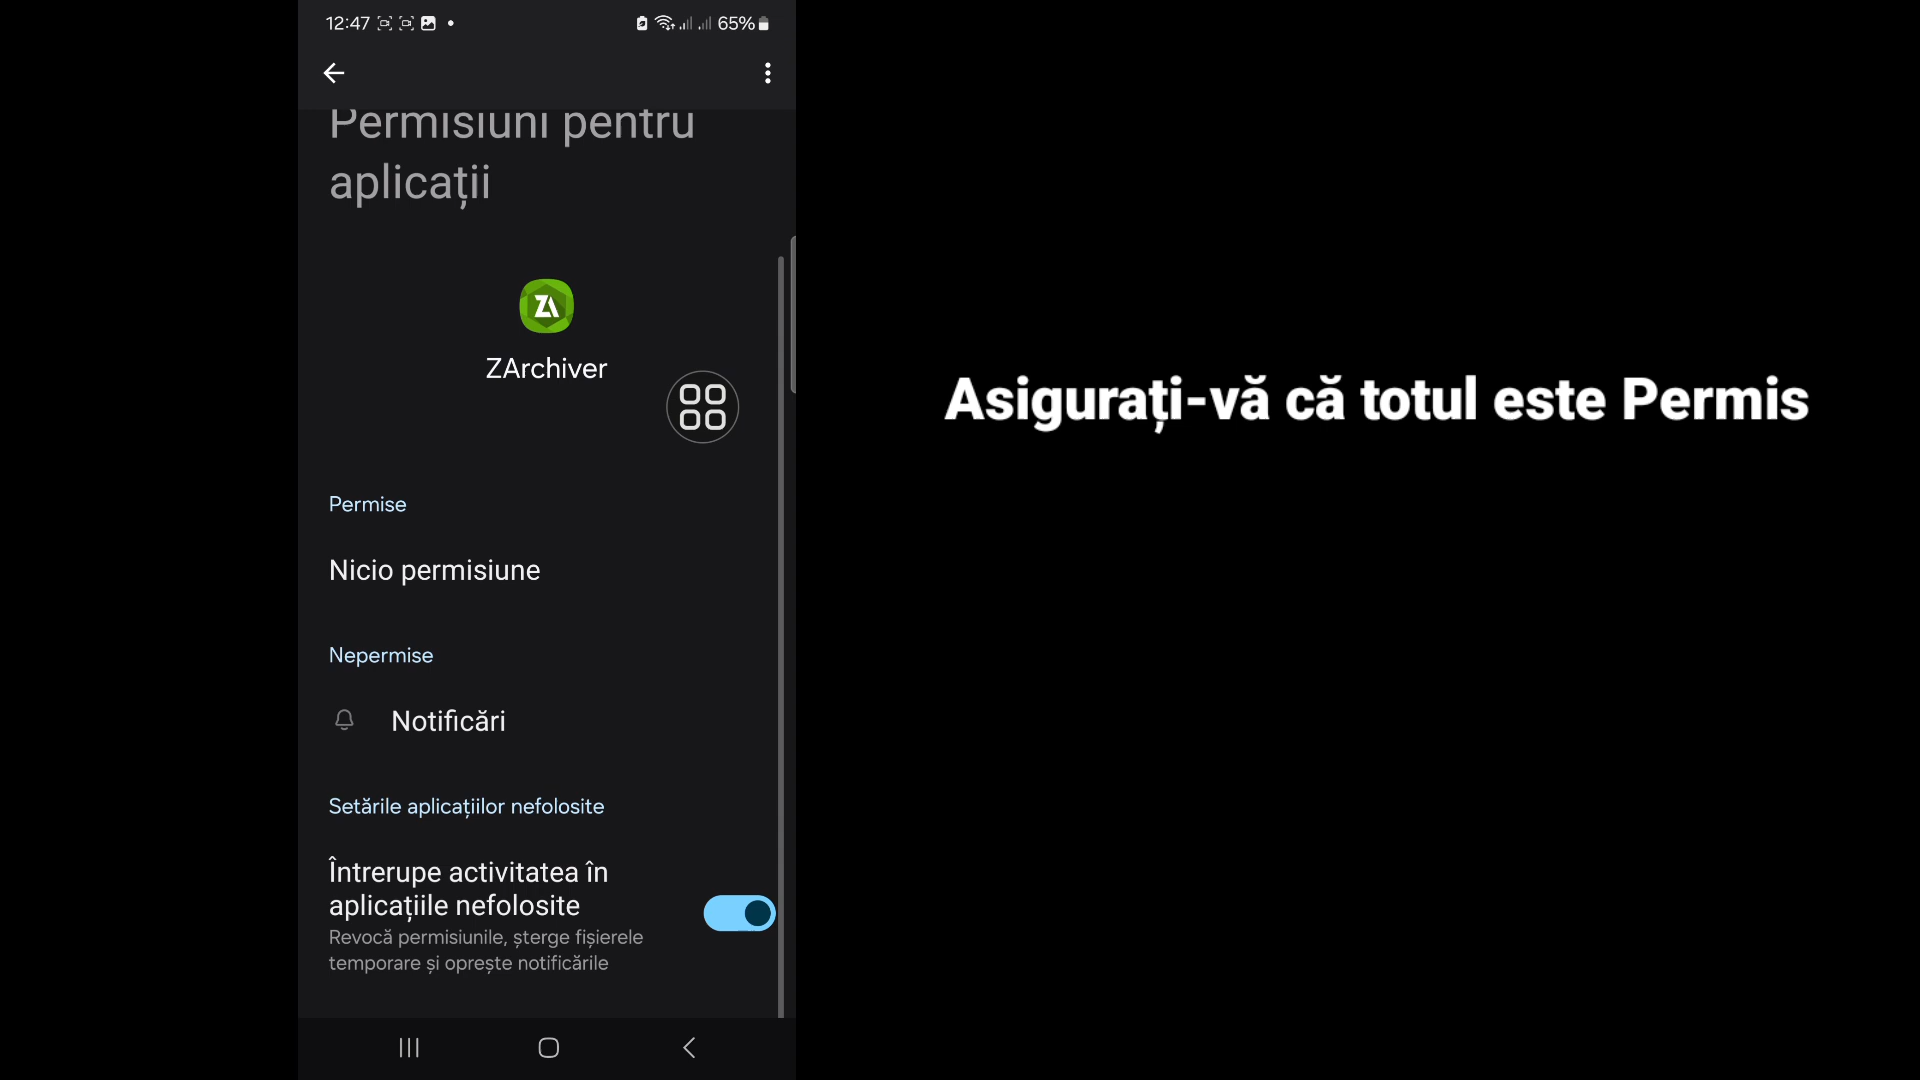 12:47
65%
Permisiuni pentru
aplicații
ZA
ZArchiver
Permise
Nicio permisiune
Nepermise
Notificări
Setările aplicațiilor nefolosite
Întrerupe activitatea în
aplicațiile nefolosite
Revocă permisiunile, șterge fișierele
temporare și oprește notificările
Asigurați-vă că totul este Permis